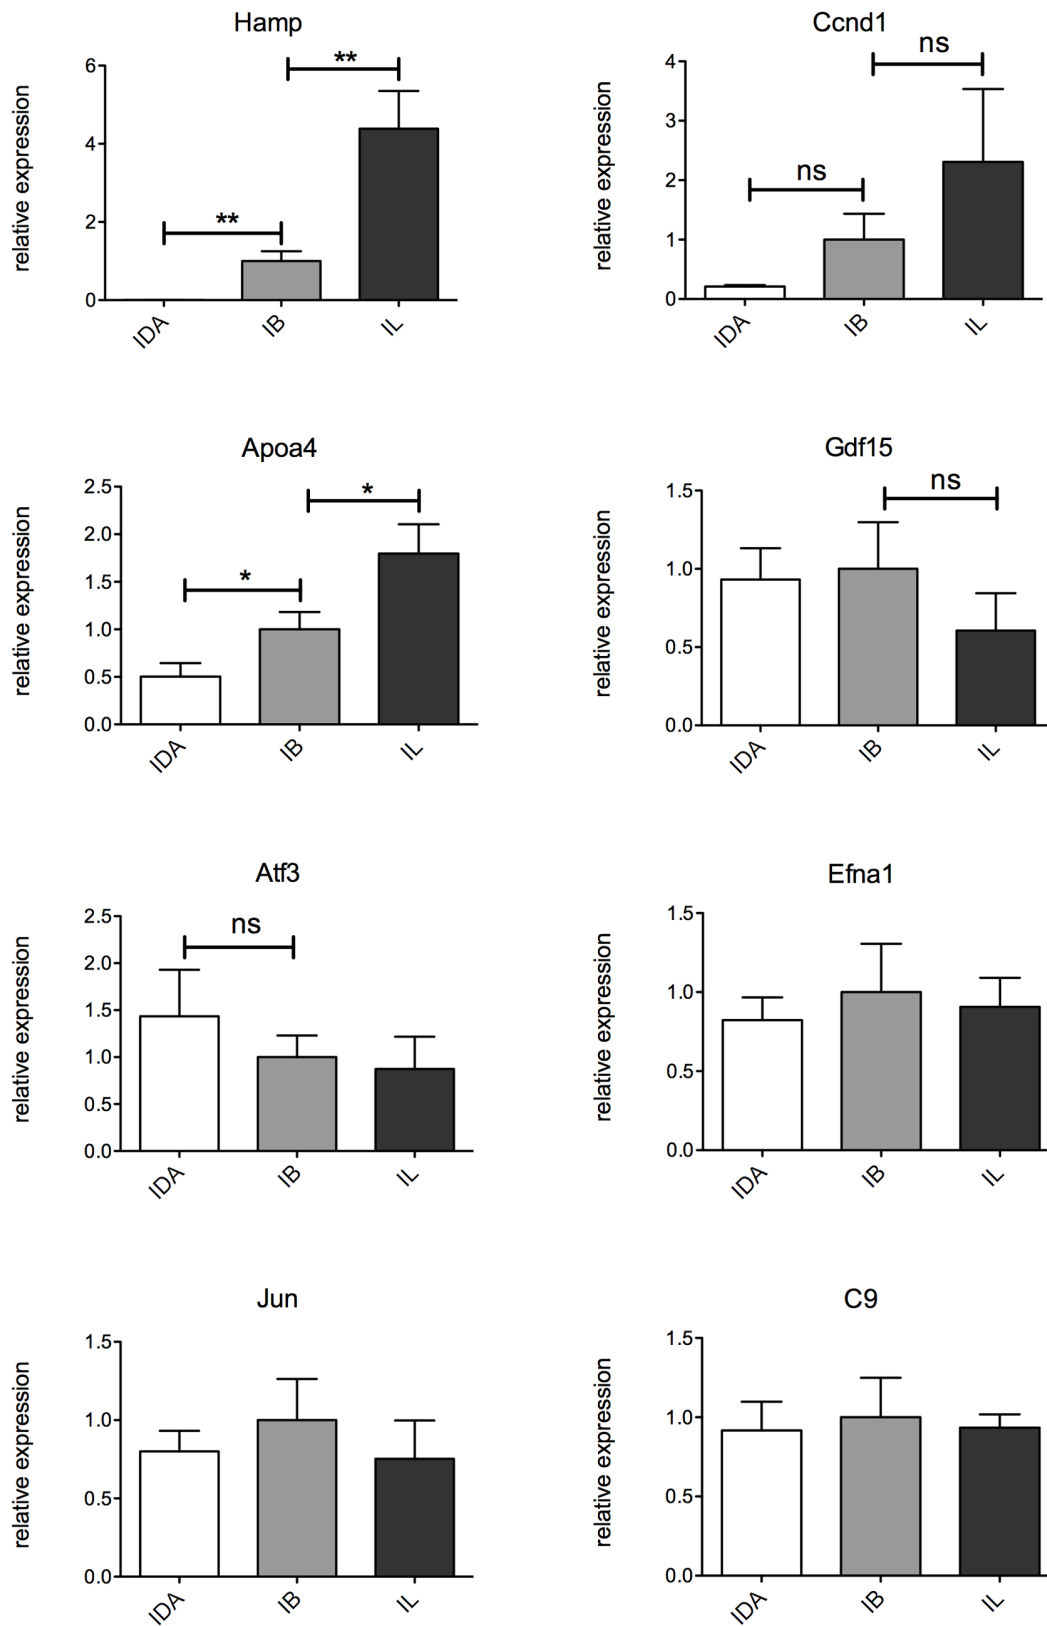 Hamp
**
**
relative expression
6
4
2
0
IDA
IB
IL
Ccnd1
ns
ns
relative expression
4
3
2
1
0
IDA
IB
IL
Apoa4
*
*
relative expression
2.5
2.0
1.5
1.0
0.5
0.0
IDA
IB
IL
Gdf15
ns
relative expression
1.5
1.0
0.5
0.0
IDA
IB
IL
Atf3
ns
relative expression
2.5
2.0
1.5
1.0
0.5
0.0
IDA
IB
IL
Efna1
relative expression
1.5
1.0
0.5
0.0
IDA
IB
IL
Jun
relative expression
1.5
1.0
0.5
0.0
IDA
IB
IL
C9
relative expression
1.5
1.0
0.5
0.0
IDA
IB
IL